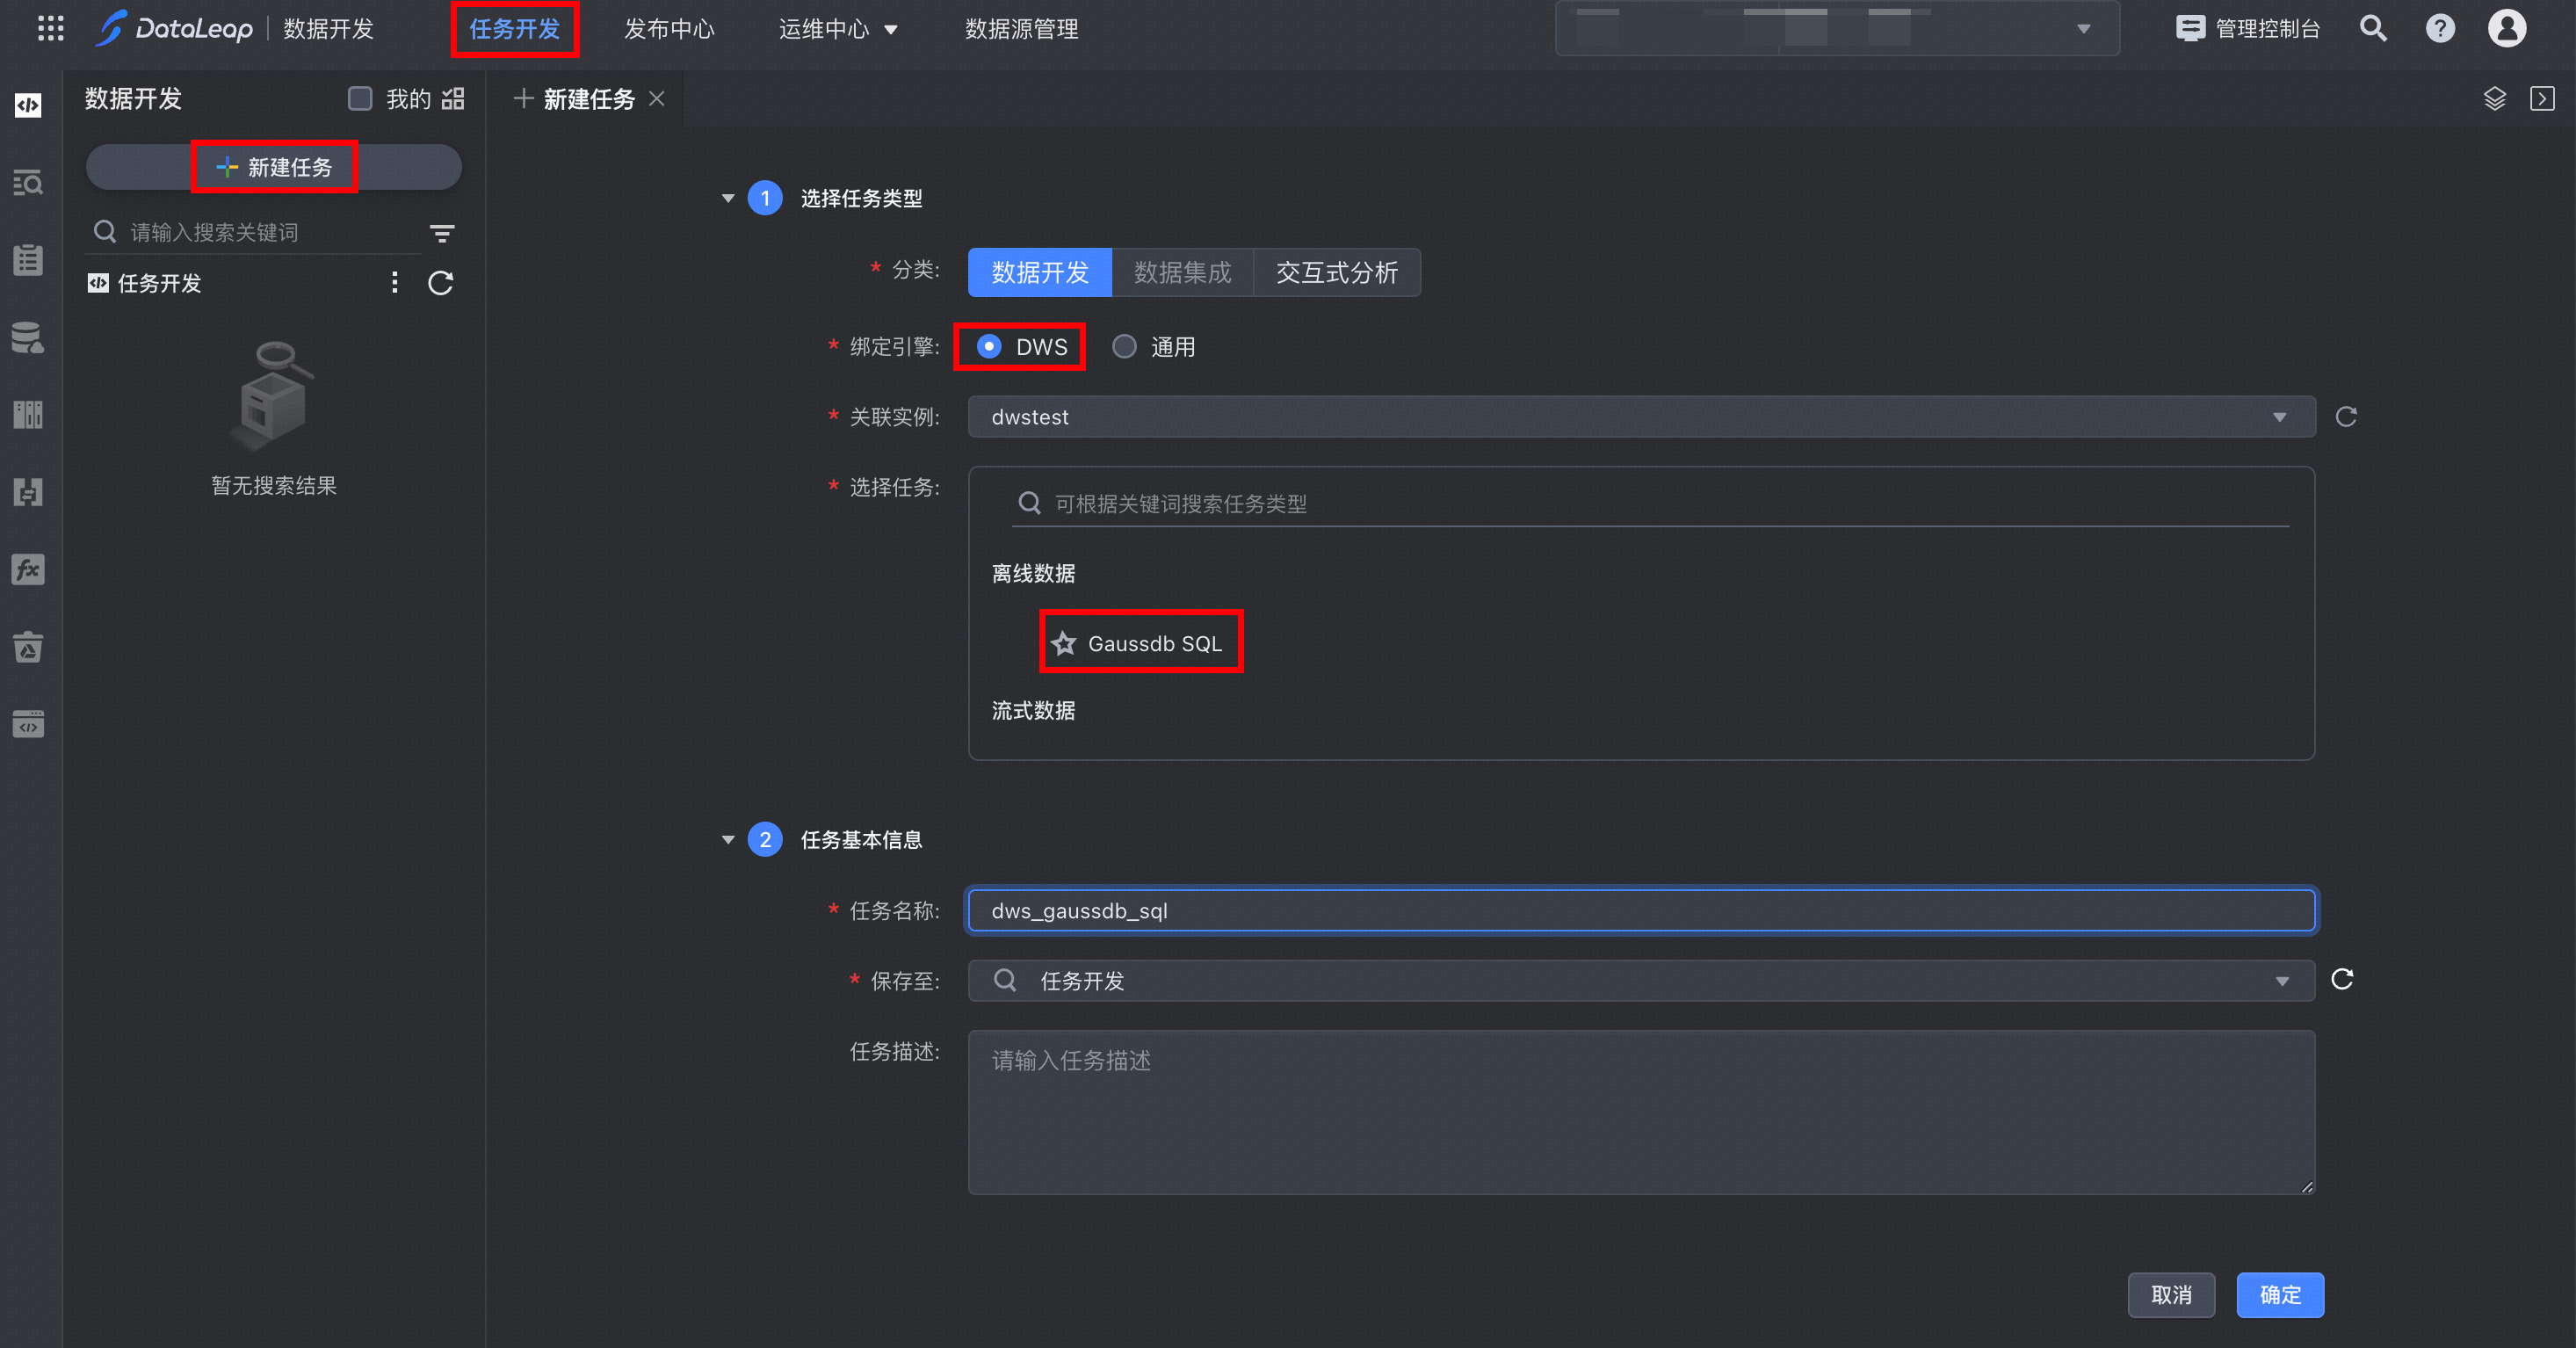 DataLeap 数据开发 任务开发 发布中心 运维中心 数据源管理 管理控制台
数据开发 我的
新建任务
请输入搜索关键词
任务开发
暂无搜索结果
新建任务
1 选择任务类型
* 分类: 数据开发 数据集成 交互式分析
* 绑定引擎: DWS 通用
* 关联实例: dwstest
* 选择任务: 可根据关键词搜索任务类型
离线数据
Gaussdb SQL
流式数据
2 任务基本信息
* 任务名称: dws_gaussdb_sql
* 保存至: 任务开发
任务描述: 请输入任务描述
取消 确定